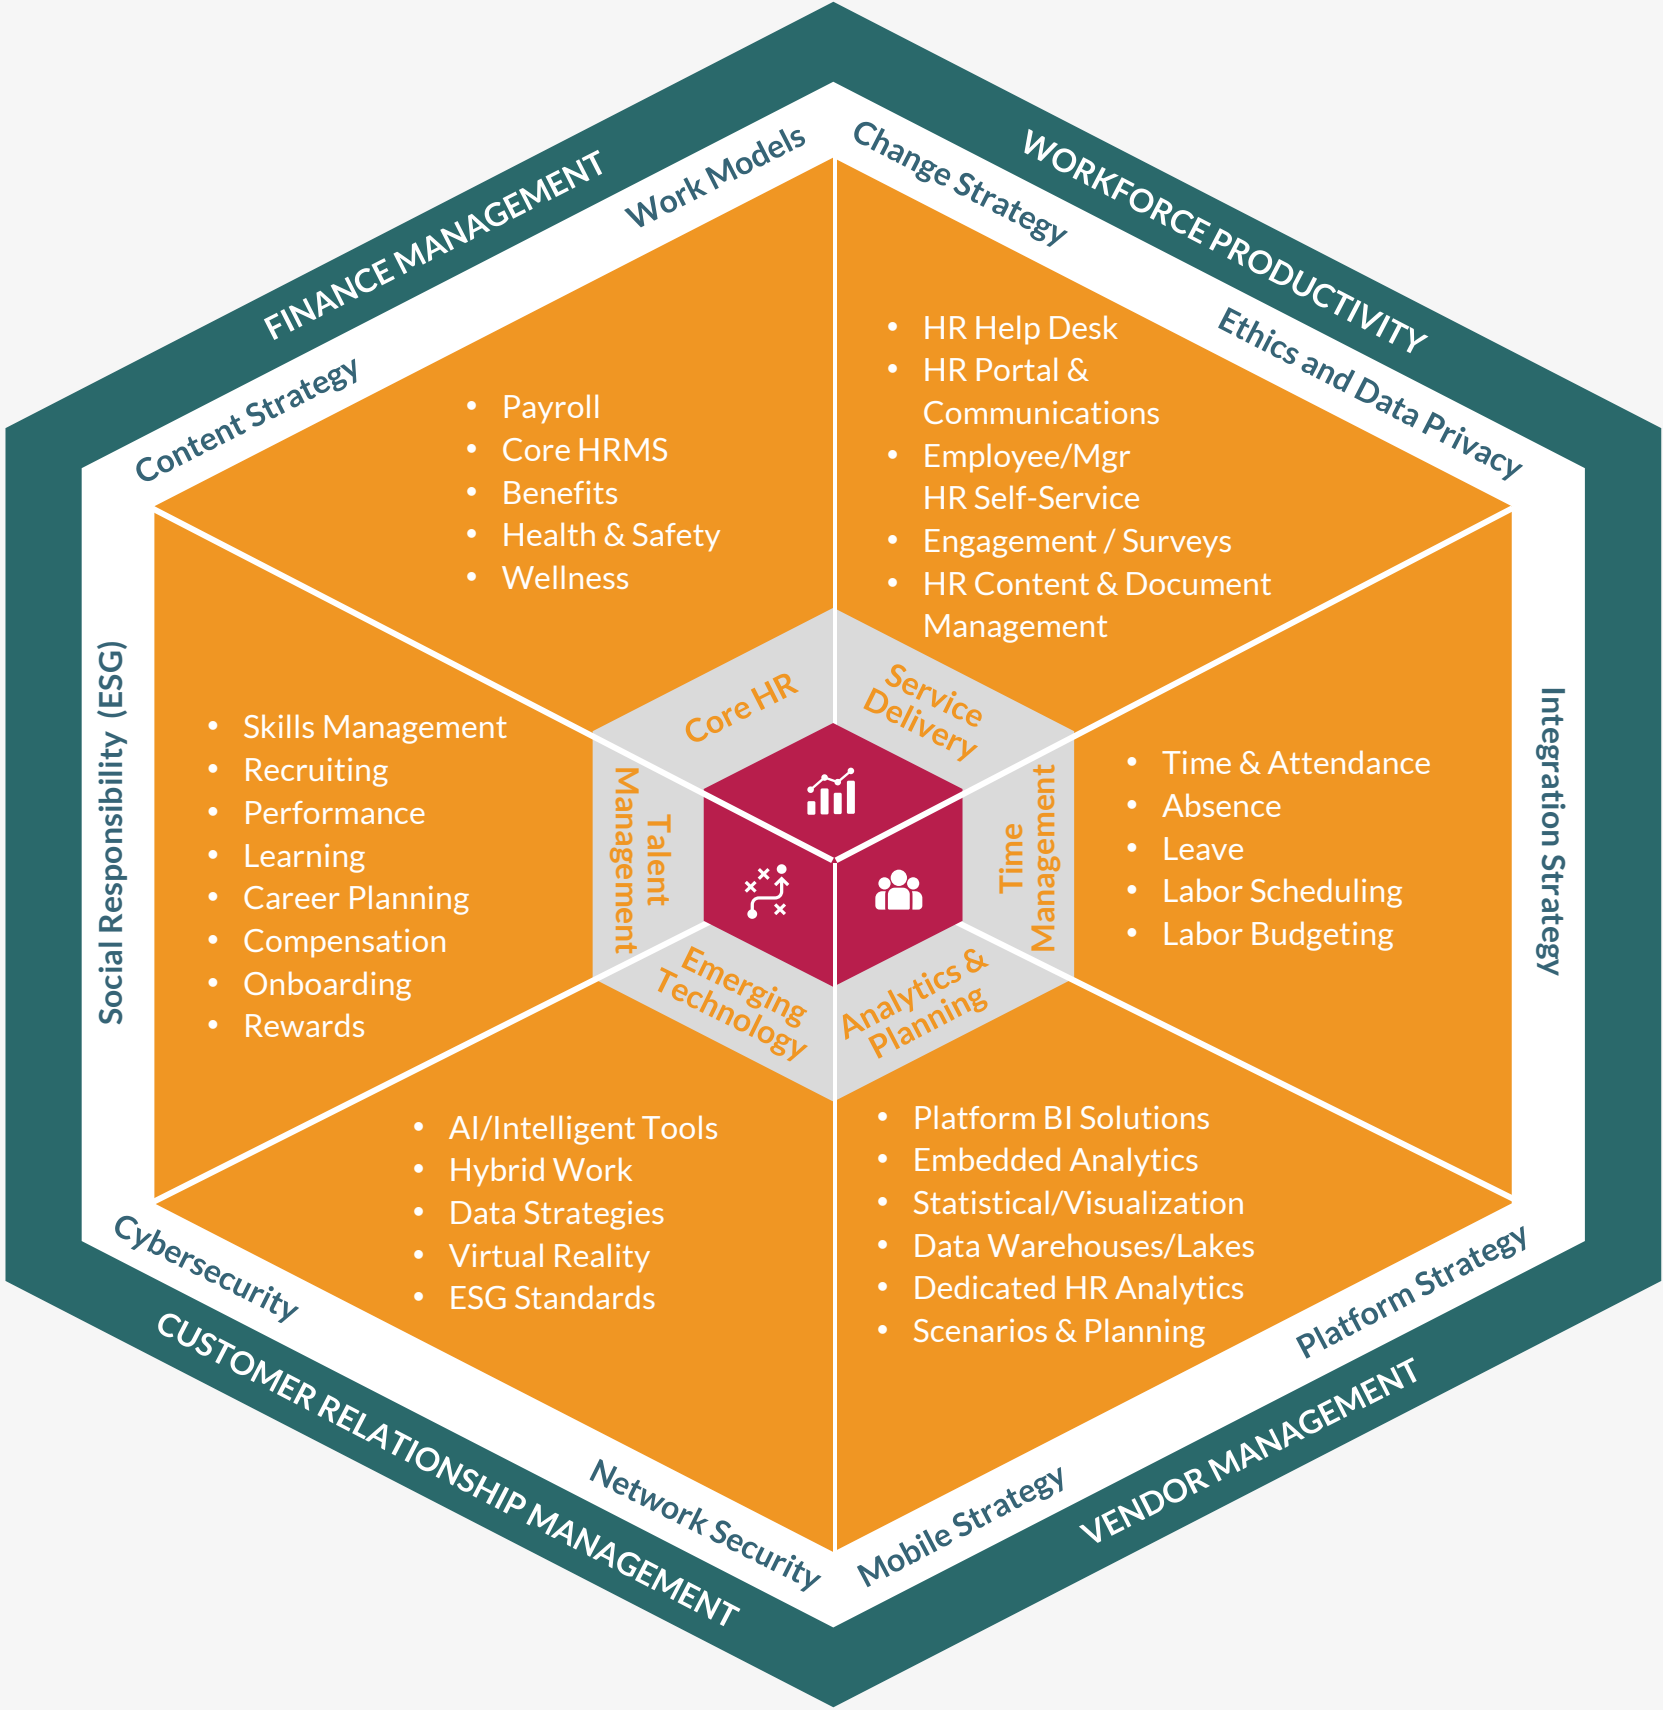 FINANCE MANAGEMENT
WORKFORCE PRODUCTIVITY
Work Models
Change Strategy
Content Strategy
Ethics and Data Privacy
• Payroll
• Core HRMS
• Benefits
• Health & Safety
• Wellness
• HR Help Desk
• HR Portal &
Communications
• Employee/Mgr
HR Self-Service
• Engagement / Surveys
• HR Content & Document
Management
Core HR
Service
Delivery
Social Responsibility (ESG)
• Skills Management
• Recruiting
• Performance
• Learning
• Career Planning
• Compensation
• Onboarding
• Rewards
Talent
Management
Time
Management
• Time & Attendance
• Absence
• Leave
• Labor Scheduling
• Labor Budgeting
Integration Strategy
Emerging
Technology
Analytics &
Planning
• AI/Intelligent Tools
• Hybrid Work
• Data Strategies
• Virtual Reality
• ESG Standards
• Platform BI Solutions
• Embedded Analytics
• Statistical/Visualization
• Data Warehouses/Lakes
• Dedicated HR Analytics
• Scenarios & Planning
Cybersecurity
Platform Strategy
Network Security
Mobile Strategy
CUSTOMER RELATIONSHIP MANAGEMENT
VENDOR MANAGEMENT